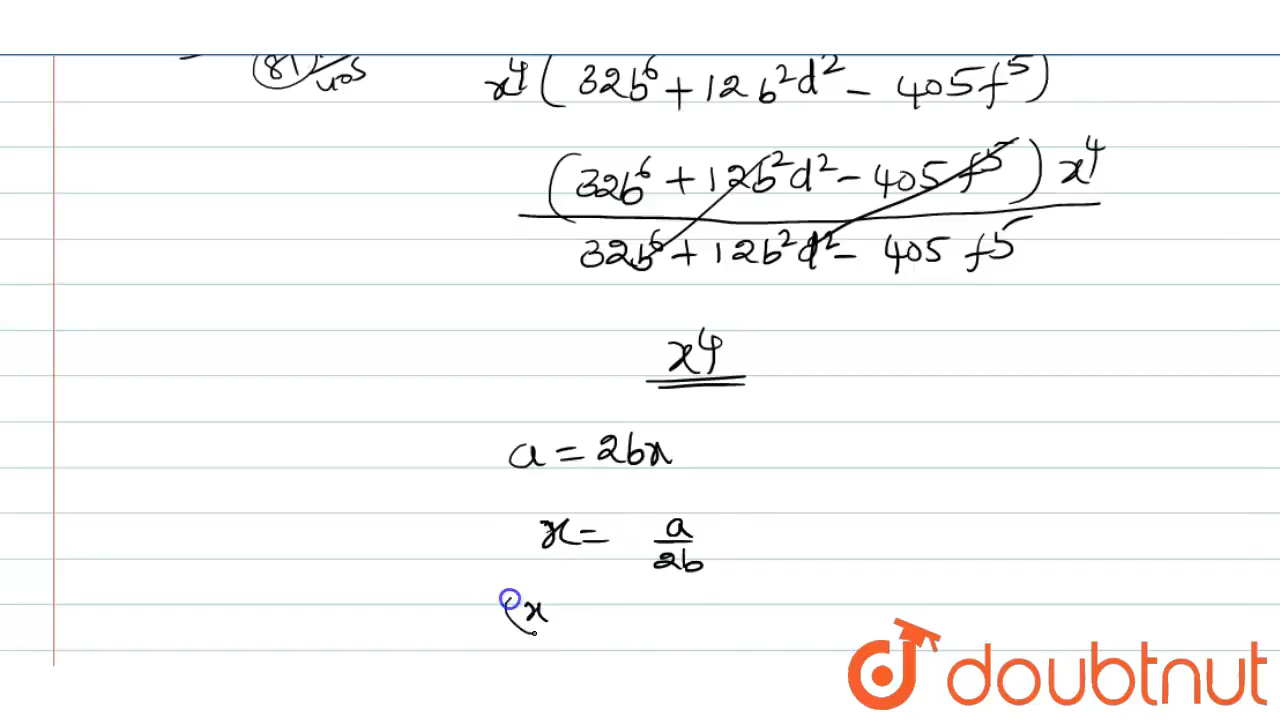 81
405
x⁴(32b⁶+12b²d²-405f⁵)
(32b⁶+12b²d²-405f⁵)x⁴
32b⁶+12b²d²-405f⁵
x⁴
a=2bx
x= a
2b
(x
doubtnut